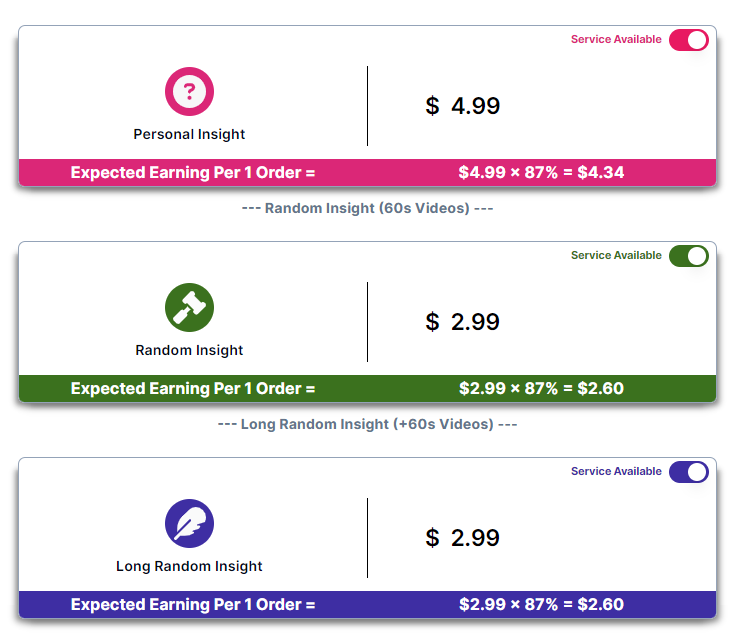 Service Available
?
$ 4.99
Personal Insight
Expected Earning Per 1 Order = $4.99 × 87% = $4.34
--- Random Insight (60s Videos) ---
Service Available
$ 2.99
Random Insight
Expected Earning Per 1 Order = $2.99 × 87% = $2.60
--- Long Random Insight (+60s Videos) ---
Service Available
$ 2.99
Long Random Insight
Expected Earning Per 1 Order = $2.99 × 87% = $2.60